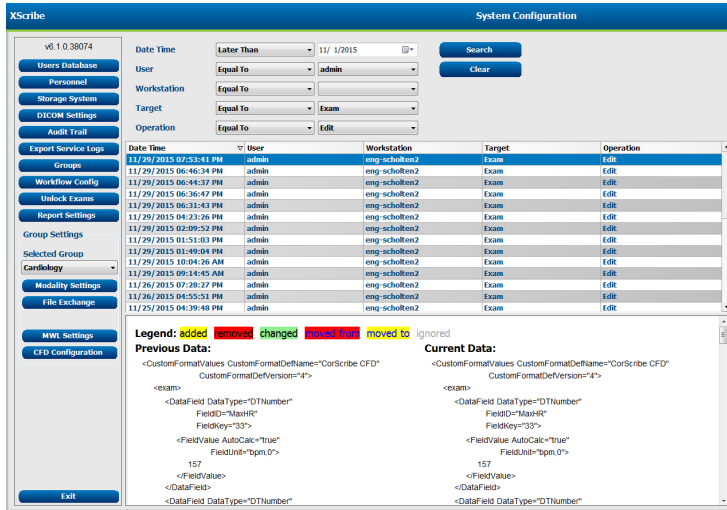 XScribe
System Configuration
v6.1.0.38074
Users Database
Personnel
Storage System
DICOM Settings
Audit Trail
Export Service Logs
Groups
Workflow Config
Unlock Exams
Report Settings
Group Settings
Selected Group
Cardiology
Modality Settings
File Exchange
MWL Settings
CFD Configuration
Exit
Date Time Later Than 11/ 1/2015 Search
User Equal To admin Clear
Workstation Equal To
Target Equal To Exam
Operation Equal To Edit
Date Time User Workstation Target Operation
11/29/2015 07:53:41 PM admin eng-scholten2 Exam Edit
11/29/2015 06:46:34 PM admin eng-scholten2 Exam Edit
11/29/2015 06:44:37 PM admin eng-scholten2 Exam Edit
11/29/2015 06:36:47 PM admin eng-scholten2 Exam Edit
11/29/2015 06:31:43 PM admin eng-scholten2 Exam Edit
11/29/2015 04:23:26 PM admin eng-scholten2 Exam Edit
11/29/2015 02:09:52 PM admin eng-scholten2 Exam Edit
11/29/2015 01:51:03 PM admin eng-scholten2 Exam Edit
11/29/2015 01:49:04 PM admin eng-scholten2 Exam Edit
11/29/2015 10:04:26 AM admin eng-scholten2 Exam Edit
11/29/2015 09:14:45 AM admin eng-scholten2 Exam Edit
11/26/2015 07:28:27 PM admin eng-scholten2 Exam Edit
11/26/2015 04:55:51 PM admin eng-scholten2 Exam Edit
11/25/2015 04:39:48 PM admin eng-scholten2 Exam Edit
Legend: added removed changed moved from moved to ignored
Previous Data:
<CustomFormatValues CustomFormatDefName="CorScribe CFD"
CustomFormatDefVersion="4">
<exam>
<DataField DataType="DTNumber"
FieldID="MaxHR"
FieldKey="33">
<FieldValue AutoCalc="true"
FieldUnit="bpm,0">
157
</FieldValue>
</DataField>
<DataField DataType="DTNumber"
Current Data:
<CustomFormatValues CustomFormatDefName="CorScribe CFD"
CustomFormatDefVersion="4">
<exam>
<DataField DataType="DTNumber"
FieldID="MaxHR"
FieldKey="33">
<FieldValue AutoCalc="true"
FieldUnit="bpm,0">
157
</FieldValue>
</DataField>
<DataField DataType="DTNumber"